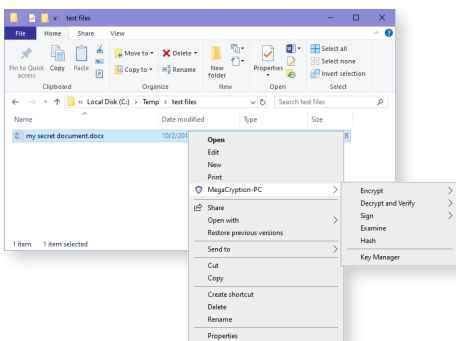 test files
File Home Share View
Pin to Quick access
Copy
Paste
Move to
Copy to
Delete
Rename
New folder
Properties
Select all
Select none
Invert selection
Clipboard Organize New Open Select
« Local Disk (C:) › Temp › test files
Search test files
Name Date modified Type Size
my secret document.docx 10/2/201
B
1 item 1 item selected
Open
Edit
New
Print
MegaCryption-PC
Share
Open with
Restore previous versions
Send to
Cut
Copy
Create shortcut
Delete
Rename
Properties
Encrypt
Decrypt and Verify
Sign
Examine
Hash
Key Manager